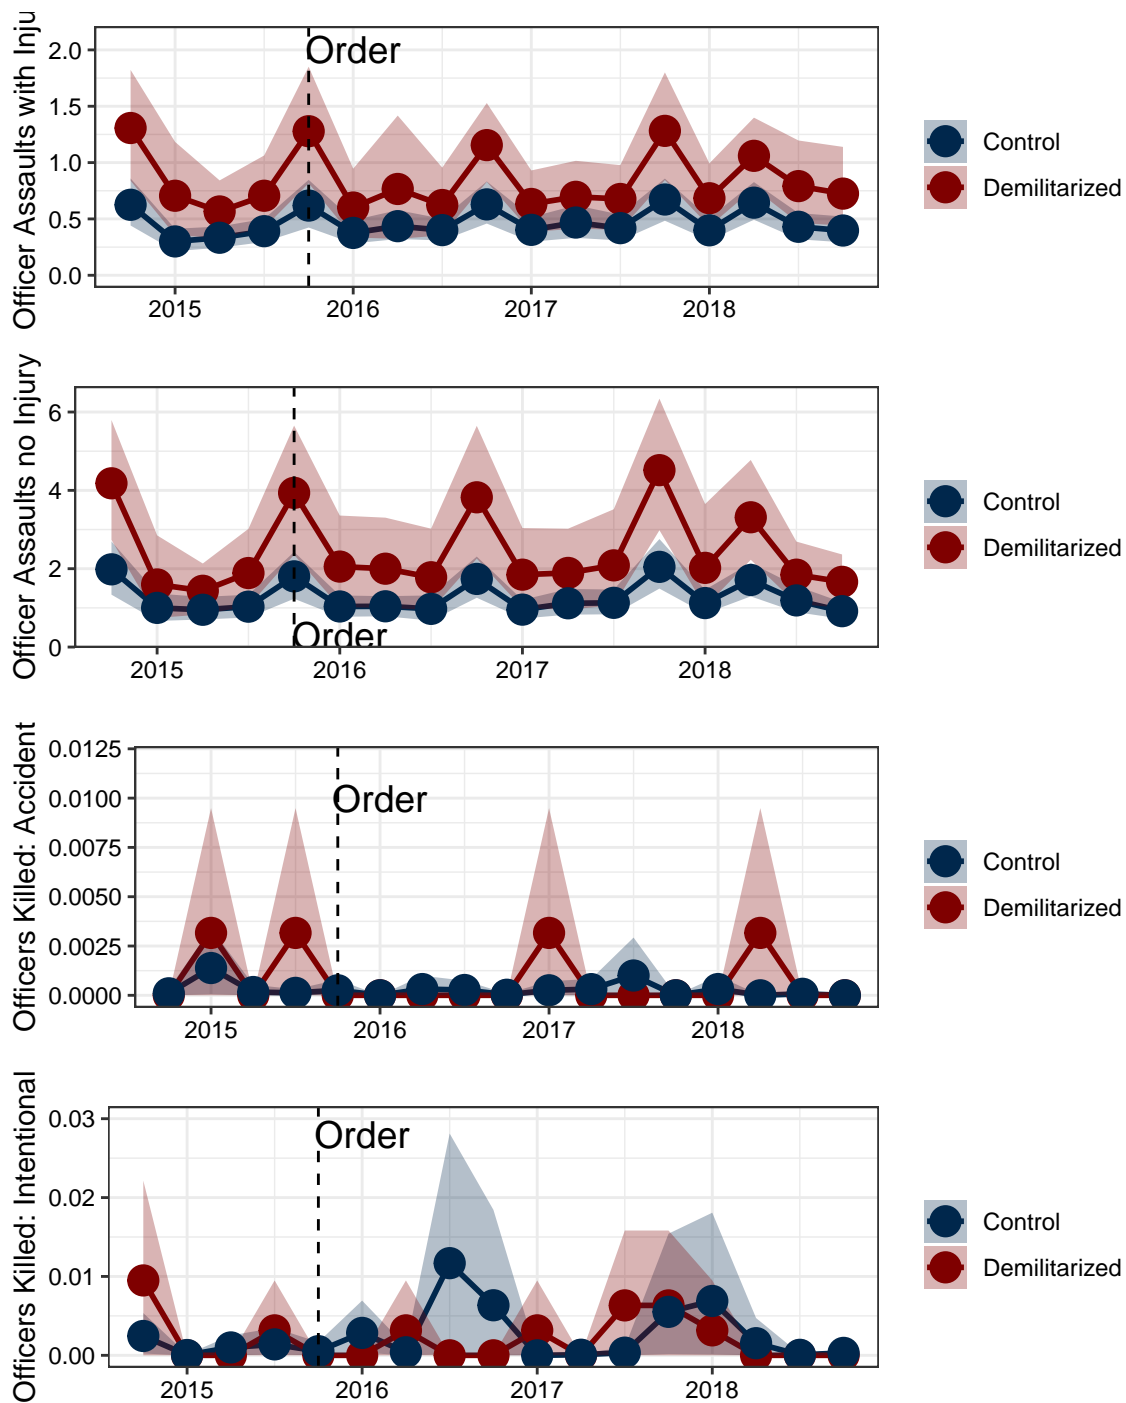 Officer Assaults with Inju
2.0
1.5
1.0
0.5
0.0
Order
2015
2016
2017
2018
Control
Demilitarized
Officer Assaults no Injury
6
4
2
0
Order
2015
2016
2017
2018
Control
Demilitarized
Officers Killed: Accident
0.0125
0.0100
0.0075
0.0050
0.0025
0.0000
Order
2015
2016
2017
2018
Control
Demilitarized
Officers Killed: Intentional
0.03
0.02
0.01
0.00
Order
2015
2016
2017
2018
Control
Demilitarized